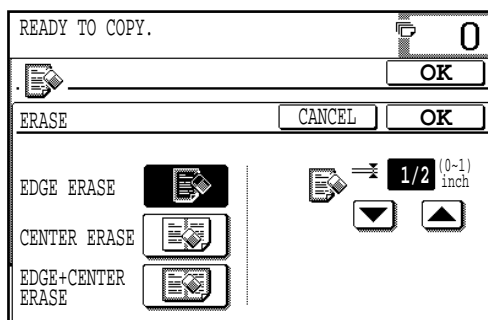 READY TO COPY.
0
OK
ERASE
CANCEL
OK
EDGE ERASE
1/2 (0~1) inch
CENTER ERASE
EDGE+CENTER
ERASE